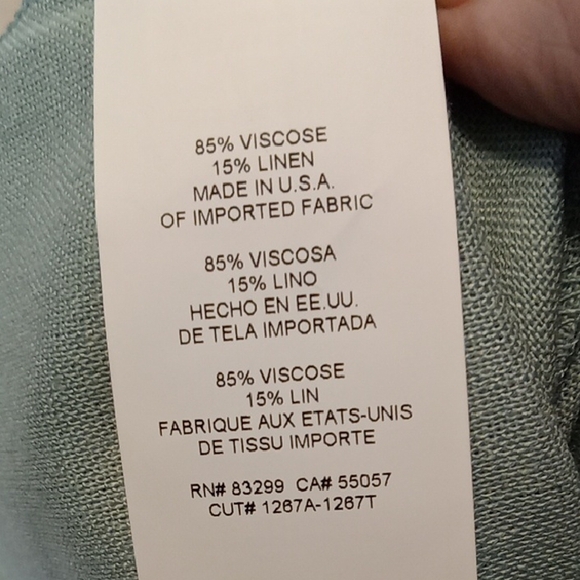 85% VISCOSE
15% LINEN
MADE IN U.S.A.
OF IMPORTED FABRIC
85% VISCOSA
15% LINO
HECHO EN EE.UU.
DE TELA IMPORTADA
85% VISCOSE
15% LIN
FABRIQUE AUX ETATS-UNIS
DE TISSU IMPORTE
RN# 83299 CA# 55057
CUT# 1267A-1267T